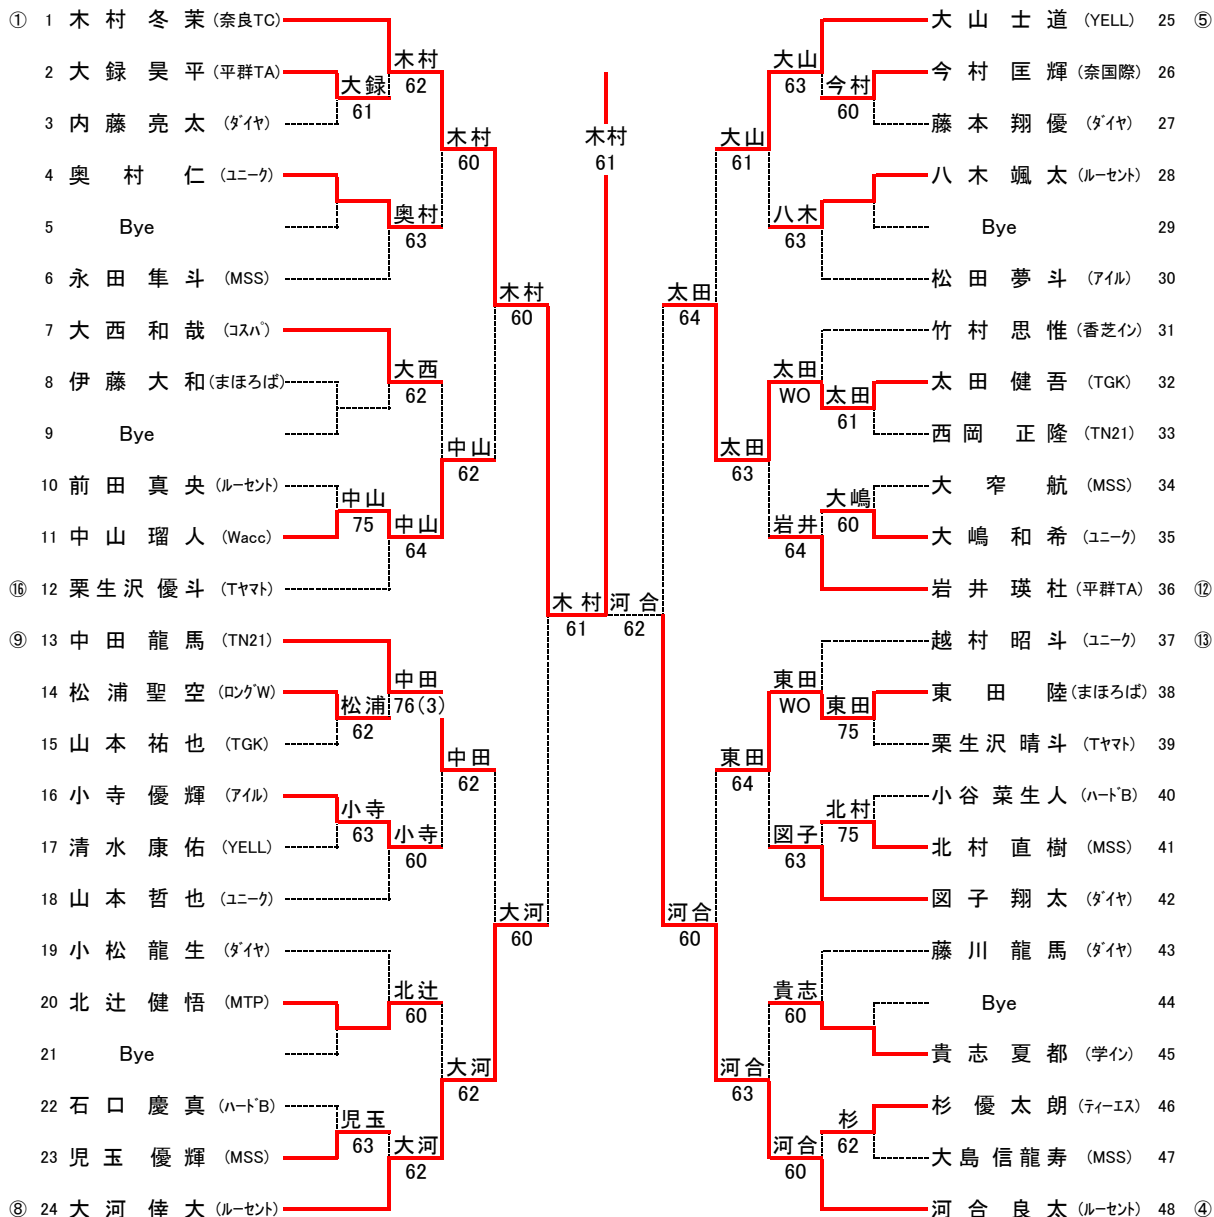 ① 1 木村冬茉 (奈良TC)
2 大録昊平 (平群TA)
3 内藤亮太 (ダイヤ)
4 奥村仁 (ユニーク)
5 Bye
6 永田隼斗 (MSS)
7 大西和哉 (コスパ)
8 伊藤大和 (まほろば)
9 Bye
10 前田真央 (ルーセント)
11 中山瑠人 (Wacc)
⑯ 12 栗生沢優斗 (Tヤマト)
⑨ 13 中田龍馬 (TN21)
14 松浦聖空 (ロングW)
15 山本祐也 (TGK)
16 小寺優輝 (アイル)
17 清水康佑 (YELL)
18 山本哲也 (ユニーク)
19 小松龍生 (ダイヤ)
20 北辻健悟 (MTP)
21 Bye
22 石口慶真 (ハードB)
23 児玉優輝 (MSS)
⑧ 24 大河倖大 (ルーセント)
大録
61
中山
75
松浦
62
小寺
63
児玉
63
木村
62
奥村
63
大西
62
中山
64
中田
76(3)
小寺
60
北辻
60
大河
62
木村
60
中山
62
中田
62
大河
62
木村
60
大河
60
木村
61
木村
61
河合
62
太田
64
河合
60
大山
61
太田
63
東田
64
河合
63
大山
63
八木
63
太田
WO
岩井
64
東田
WO
図子
63
貴志
60
河合
60
今村
60
太田
61
大嶋
60
東田
75
北村
75
杉
62
大山士道 (YELL) 25 ⑤
今村匡輝 (奈国際) 26
藤本翔優 (ダイヤ) 27
八木颯太 (ルーセント) 28
Bye 29
松田夢斗 (アイル) 30
竹村思惟 (香芝イン) 31
太田健吾 (TGK) 32
西岡正隆 (TN21) 33
大窄航 (MSS) 34
大嶋和希 (ユニーク) 35
岩井瑛杜 (平群TA) 36 ⑫
越村昭斗 (ユニーク) 37 ⑬
東田陸 (まほろば) 38
栗生沢晴斗 (Tヤマト) 39
小谷菜生人 (ハードB) 40
北村直樹 (MSS) 41
図子翔太 (ダイヤ) 42
藤川龍馬 (ダイヤ) 43
Bye 44
貴志夏都 (学イン) 45
杉優太朗 (ティーエス) 46
大島信龍寿 (MSS) 47
河合良太 (ルーセント) 48 ④